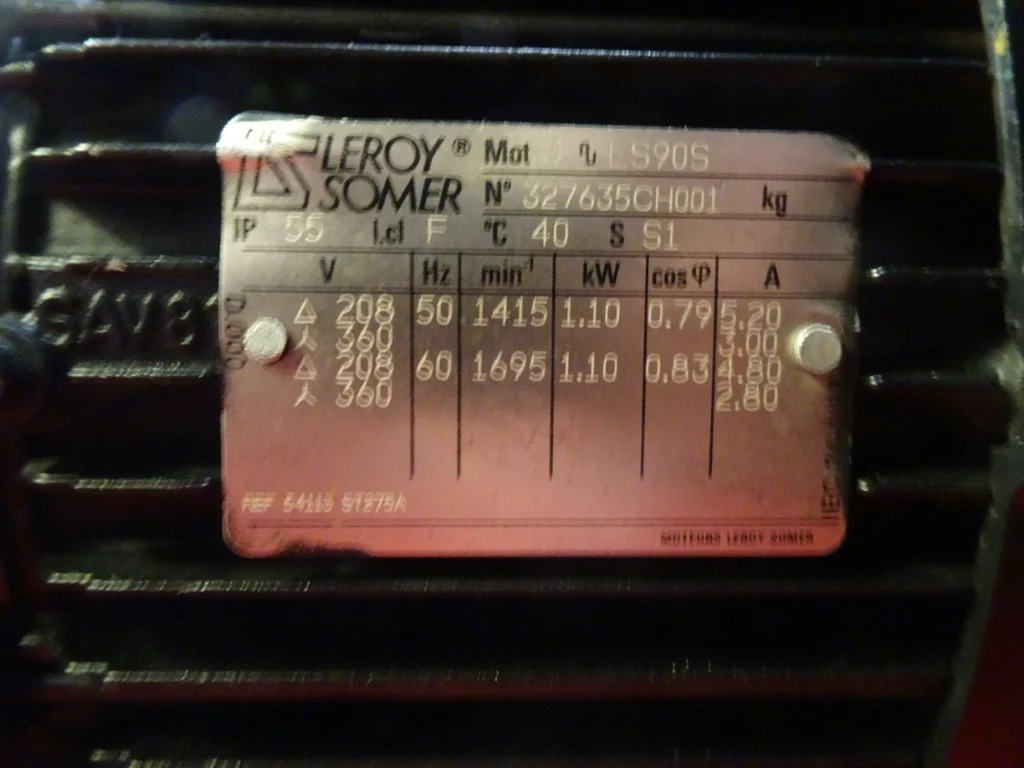 LEROY® Mot LS90S
SOMER N° 327635CH001 kg
IP 55 i.cl F °C 40 S S1
V Hz min⁻¹ kW cos φ A
Δ 208 50 1415 1.10 0.79 5.20
Y 360 3.00
Δ 208 60 1695 1.10 0.83 4.80
Y 360 2.80
REF 54113 ST275A
MOTEURS LEROY SOMER